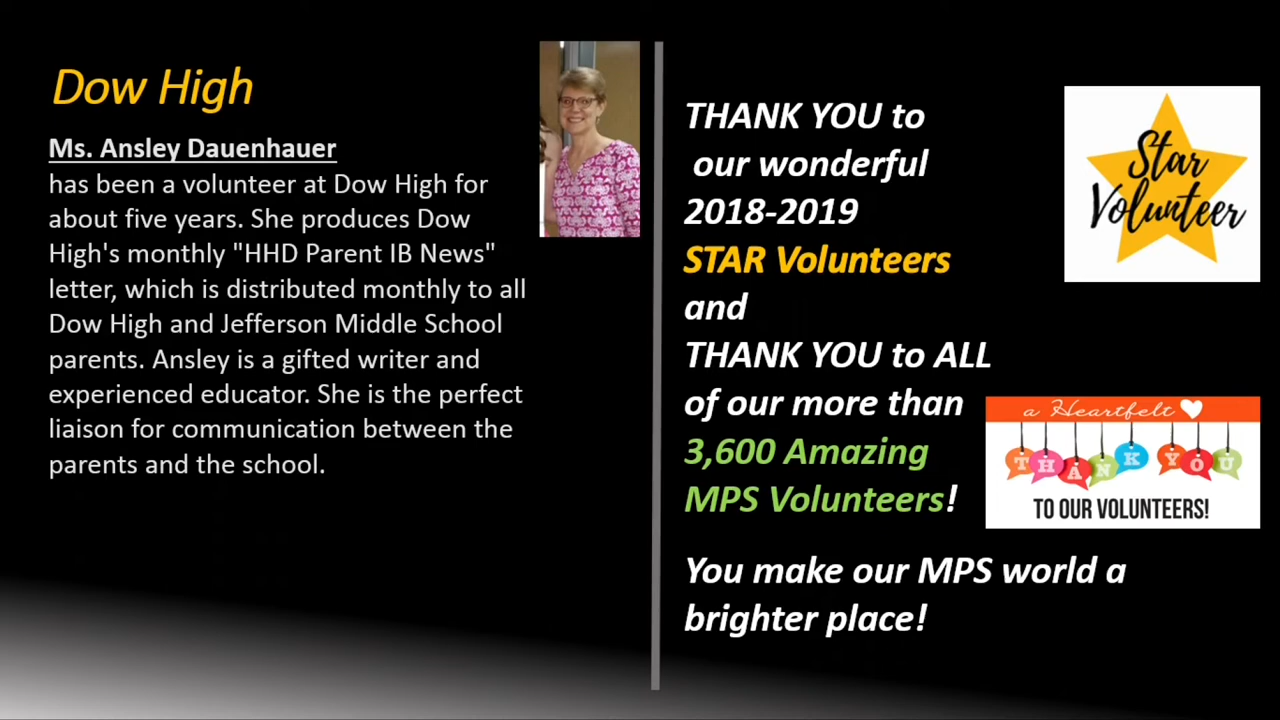 Dow High
Ms. Ansley Dauenhauer
has been a volunteer at Dow High for
about five years. She produces Dow
High's monthly "HHD Parent IB News"
letter, which is distributed monthly to all
Dow High and Jefferson Middle School
parents. Ansley is a gifted writer and
experienced educator. She is the perfect
liaison for communication between the
parents and the school.
THANK YOU to
our wonderful
2018-2019
STAR Volunteers
and
THANK YOU to ALL
of our more than
3,600 Amazing
MPS Volunteers!
You make our MPS world a
brighter place!
Star
Volunteer
a Heartfelt
THANK YOU
TO OUR VOLUNTEERS!